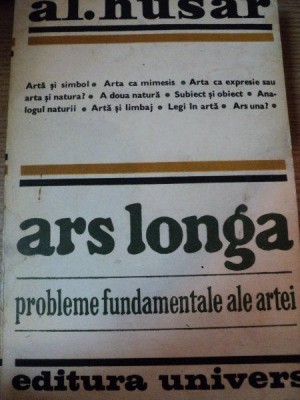 al.husar
Artă și simbol • Arta ca mimesis • Arta ca expresie sau
arta și natura? • A doua natură • Subiect și obiect • Ana-
logul naturii • Artă și limbaj • Legi în artă • Ars una? •
ars longa
probleme fundamentale ale artei
editura univers